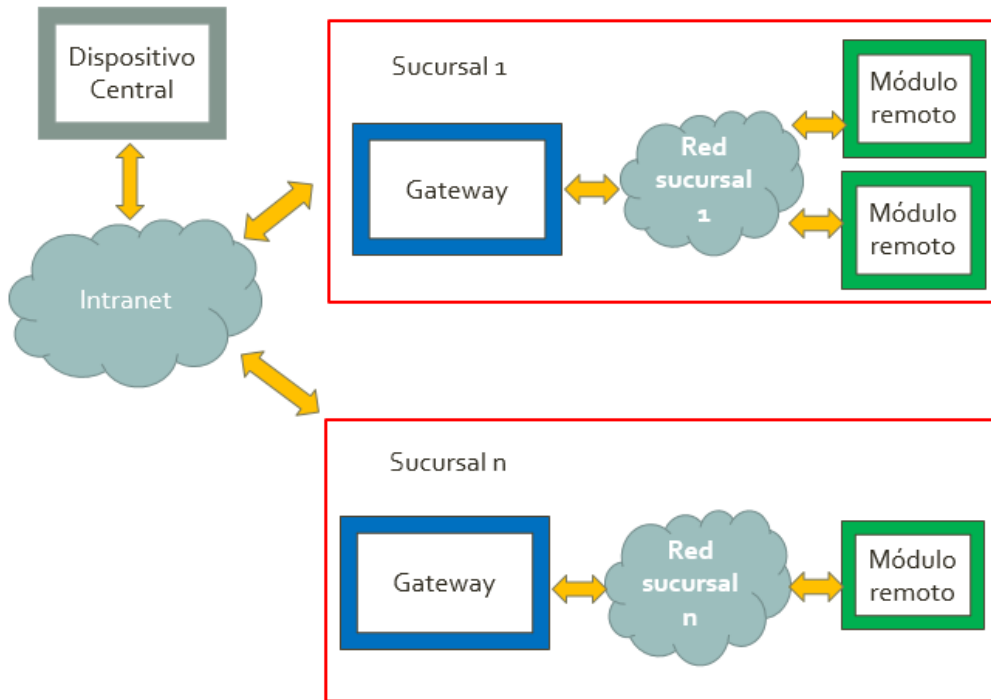 Dispositivo
Central
Intranet
Sucursal 1
Gateway
Red
sucursal
1
Módulo
remoto
Módulo
remoto
Sucursal n
Gateway
Red
sucursal
n
Módulo
remoto